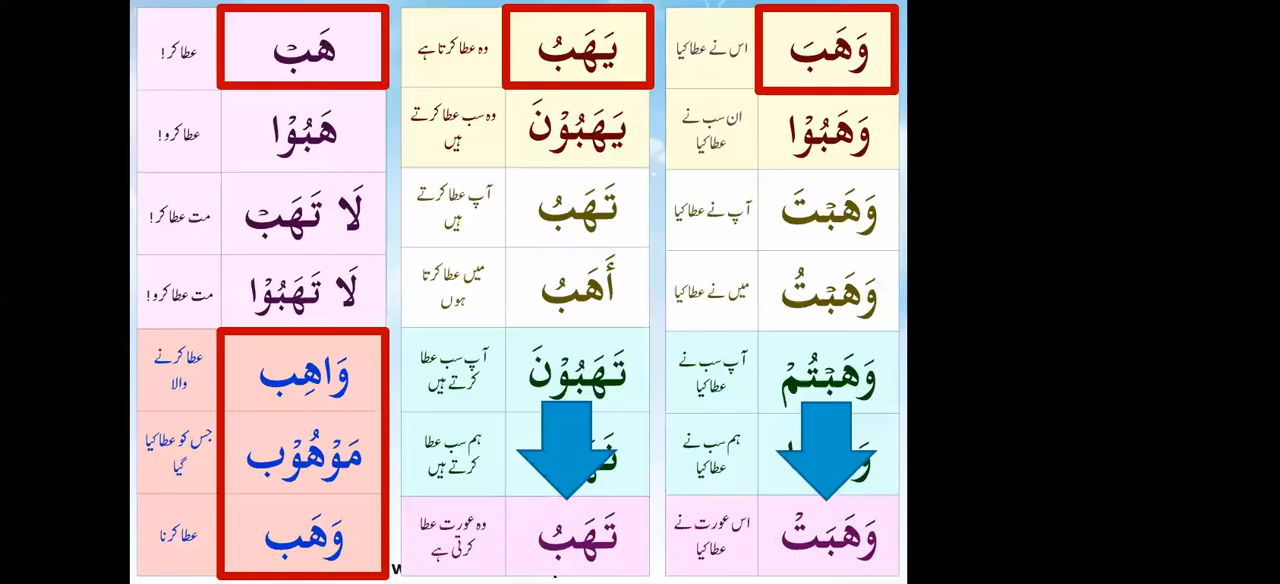 وَهَبَ اس نے عطا کیا
يَهَبُ وہ عطا کرتا ہے
هَبْ عطا کر!
وَهَبُوْا ان سب نے عطا کیا
يَهَبُوْنَ وہ سب عطا کرتے ہیں
هَبُوْا عطا کرو!
وَهَبْتَ آپ نے عطا کیا
تَهَبُ آپ عطا کرتے ہیں
لَا تَهَبْ مت عطا کر!
وَهَبْتُ میں نے عطا کیا
أَهَبُ میں عطا کرتا ہوں
لَا تَهَبُوْا مت عطا کرو!
وَهَبْتُمْ آپ سب نے عطا کیا
تَهَبُوْنَ آپ سب عطا کرتے ہیں
وَاهِب عطا کرنے والا
ہم سب نے عطا کیا
ہم سب عطا کرتے ہیں
مَوْهُوْب جس کو عطا کیا گیا
وَهَبَتْ اس عورت نے عطا کیا
تَهَبُ وہ عورت عطا کرتی ہے
وَهَب عطا کرنا